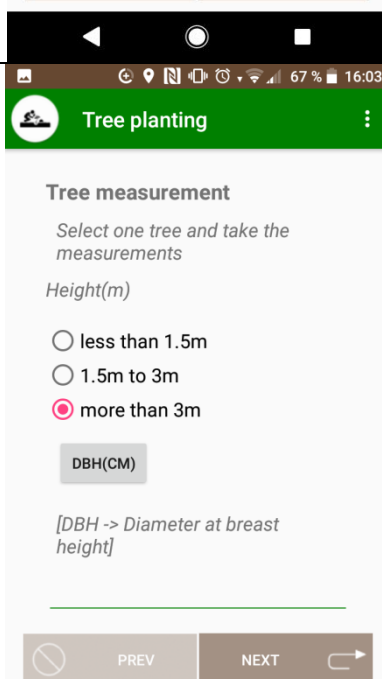 67 % 16:03
Tree planting
Tree measurement
Select one tree and take the
measurements
Height(m)
less than 1.5m
1.5m to 3m
more than 3m
DBH(CM)
[DBH -> Diameter at breast
height]
PREV NEXT